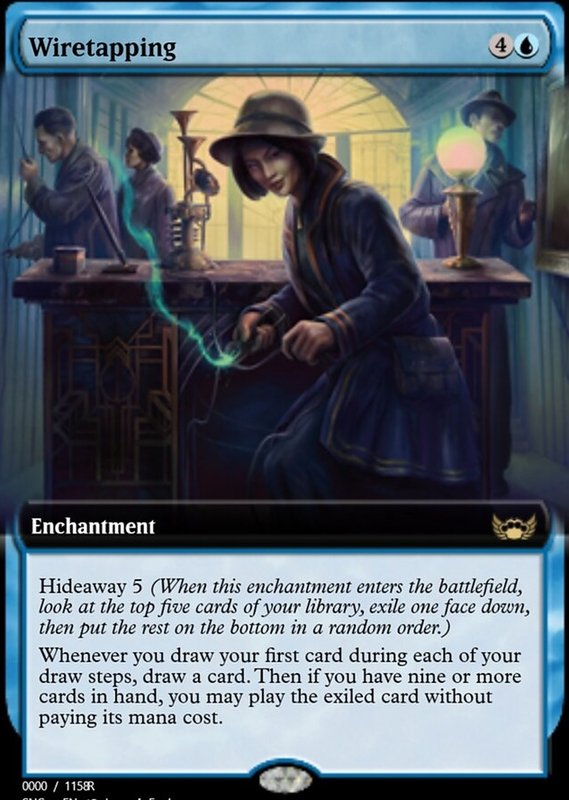 Wiretapping
4
Enchantment
Hideaway 5 (When this enchantment enters the battlefield,
look at the top five cards of your library, exile one face down,
then put the rest on the bottom in a random order.)
Whenever you draw your first card during each of your
draw steps, draw a card. Then if you have nine or more
cards in hand, you may play the exiled card without
paying its mana cost.
0000 / 1158R